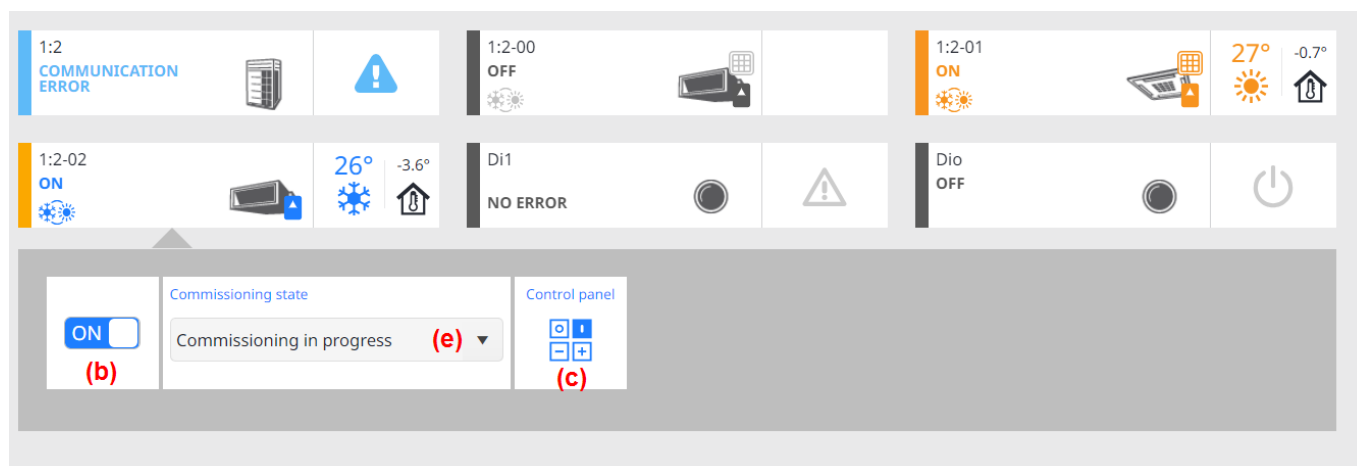 1:2
COMMUNICATION
ERROR
1:2-00
OFF
1:2-01
ON
27°
-0.7°
1:2-02
ON
26°
-3.6°
Di1
NO ERROR
Dio
OFF
ON
(b)
Commissioning state
Commissioning in progress
(e)
Control panel
(c)